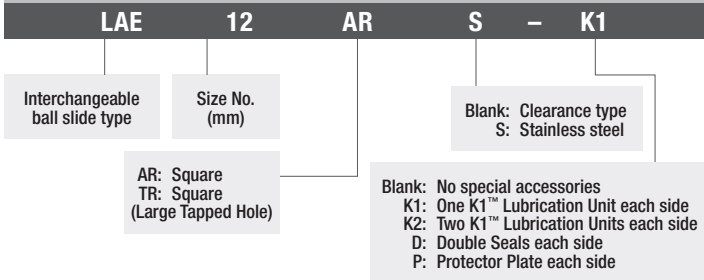 LAE 12 AR S – K1
Interchangeable
ball slide type
Size No.
(mm)
AR: Square
TR: Square
(Large Tapped Hole)
Blank: Clearance type
S: Stainless steel
Blank: No special accessories
K1: One K1™ Lubrication Unit each side
K2: Two K1™ Lubrication Units each side
D: Double Seals each side
P: Protector Plate each side